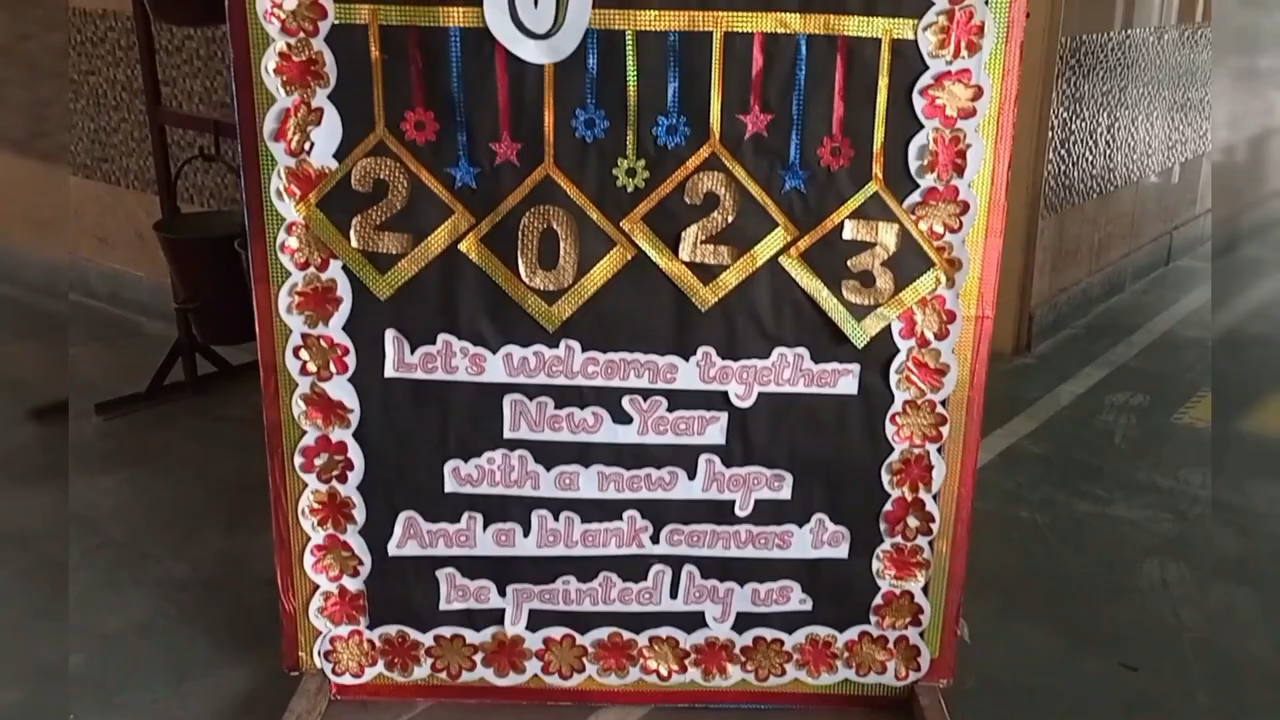 2023
Let's welcome together
New Year
with a new hope
And a blank canvas to
be painted by us.